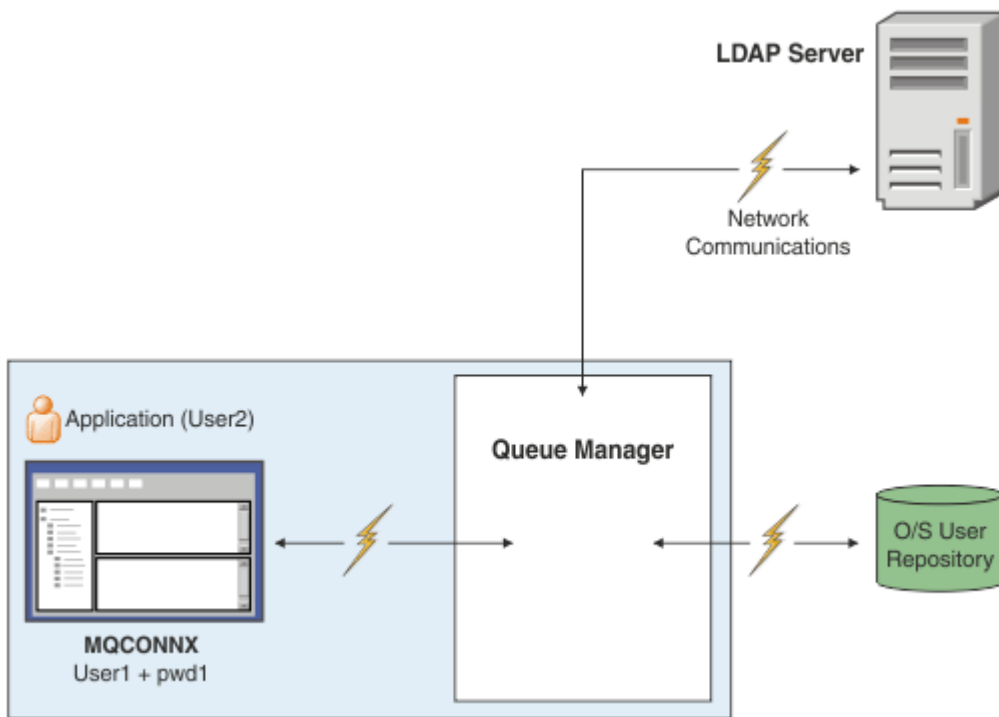 LDAP Server
Network
Communications
Application (User2)
Queue Manager
O/S User
Repository
MQCONNX
User1 + pwd1